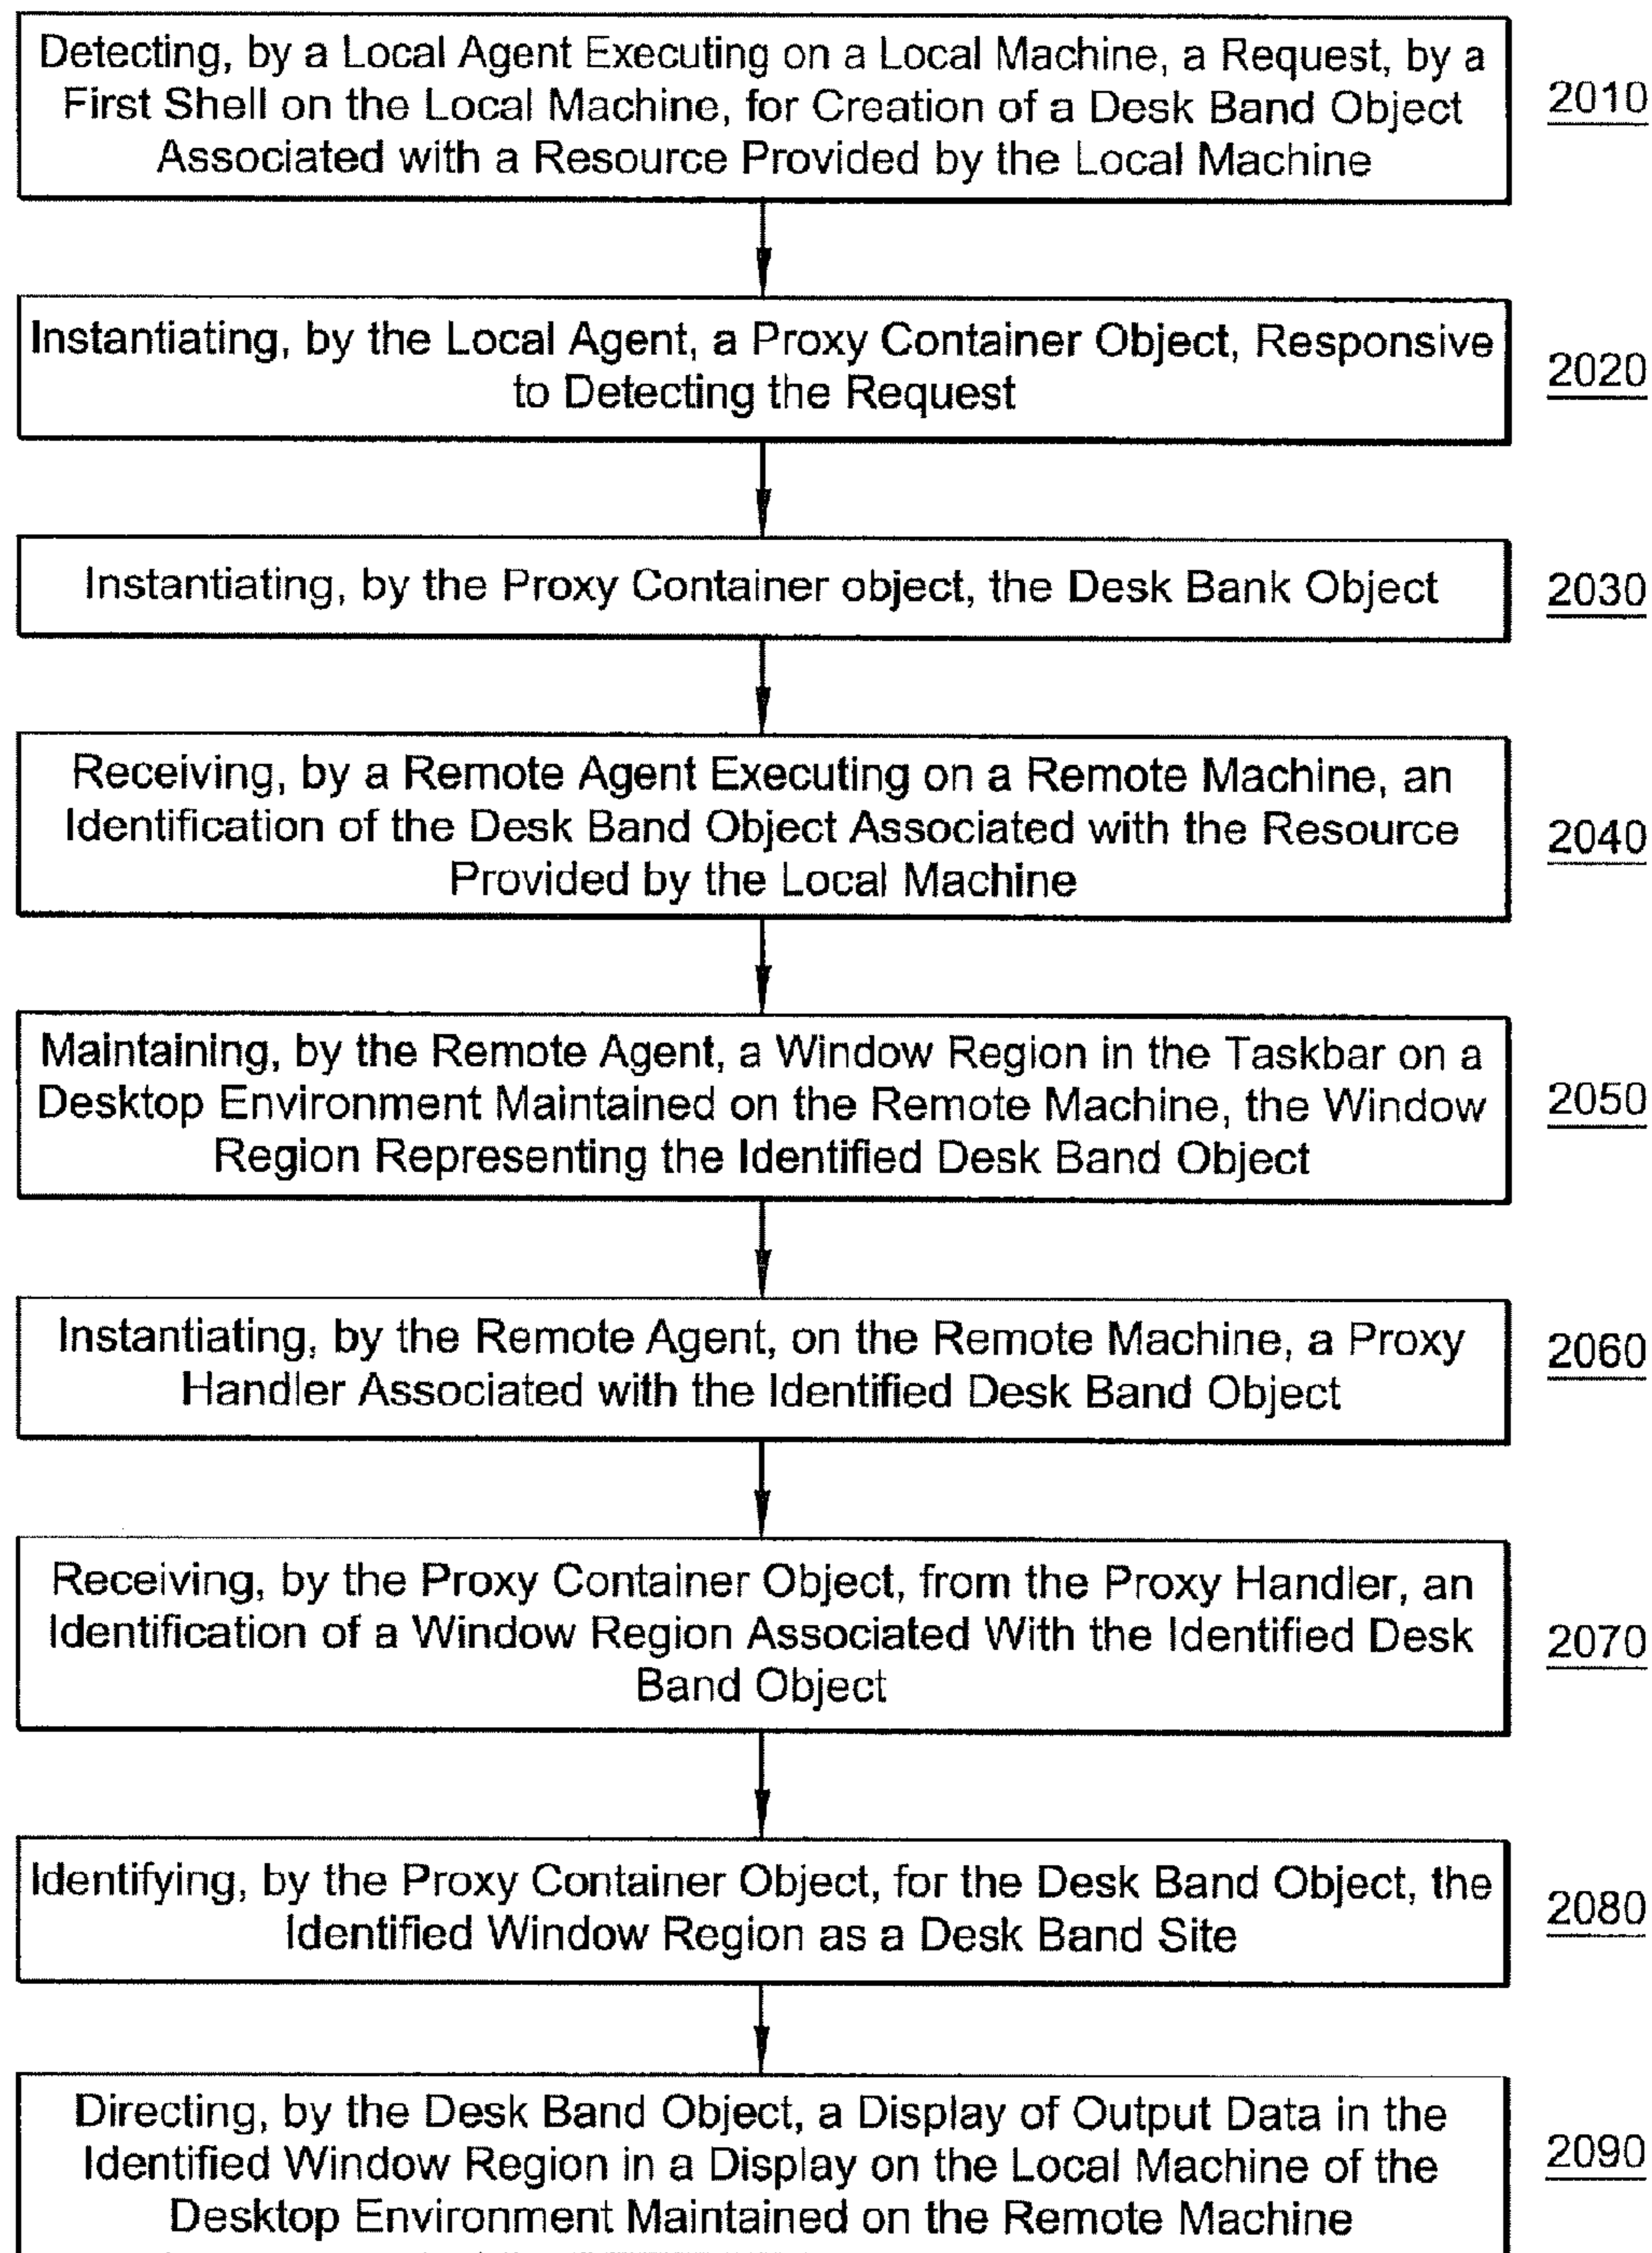 Detecting, by a Local Agent Executing on a Local Machine, a Request, by a
First Shell on the Local Machine, for Creation of a Desk Band Object
Associated with a Resource Provided by the Local Machine
2010
Instantiating, by the Local Agent, a Proxy Container Object, Responsive
to Detecting the Request
2020
Instantiating, by the Proxy Container object, the Desk Bank Object
2030
Receiving, by a Remote Agent Executing on a Remote Machine, an
Identification of the Desk Band Object Associated with the Resource
Provided by the Local Machine
2040
Maintaining, by the Remote Agent, a Window Region in the Taskbar on a
Desktop Environment Maintained on the Remote Machine, the Window
Region Representing the Identified Desk Band Object
2050
Instantiating, by the Remote Agent, on the Remote Machine, a Proxy
Handler Associated with the Identified Desk Band Object
2060
Receiving, by the Proxy Container Object, from the Proxy Handler, an
Identification of a Window Region Associated With the Identified Desk
Band Object
2070
Identifying, by the Proxy Container Object, for the Desk Band Object, the
Identified Window Region as a Desk Band Site
2080
Directing, by the Desk Band Object, a Display of Output Data in the
Identified Window Region in a Display on the Local Machine of the
Desktop Environment Maintained on the Remote Machine
2090